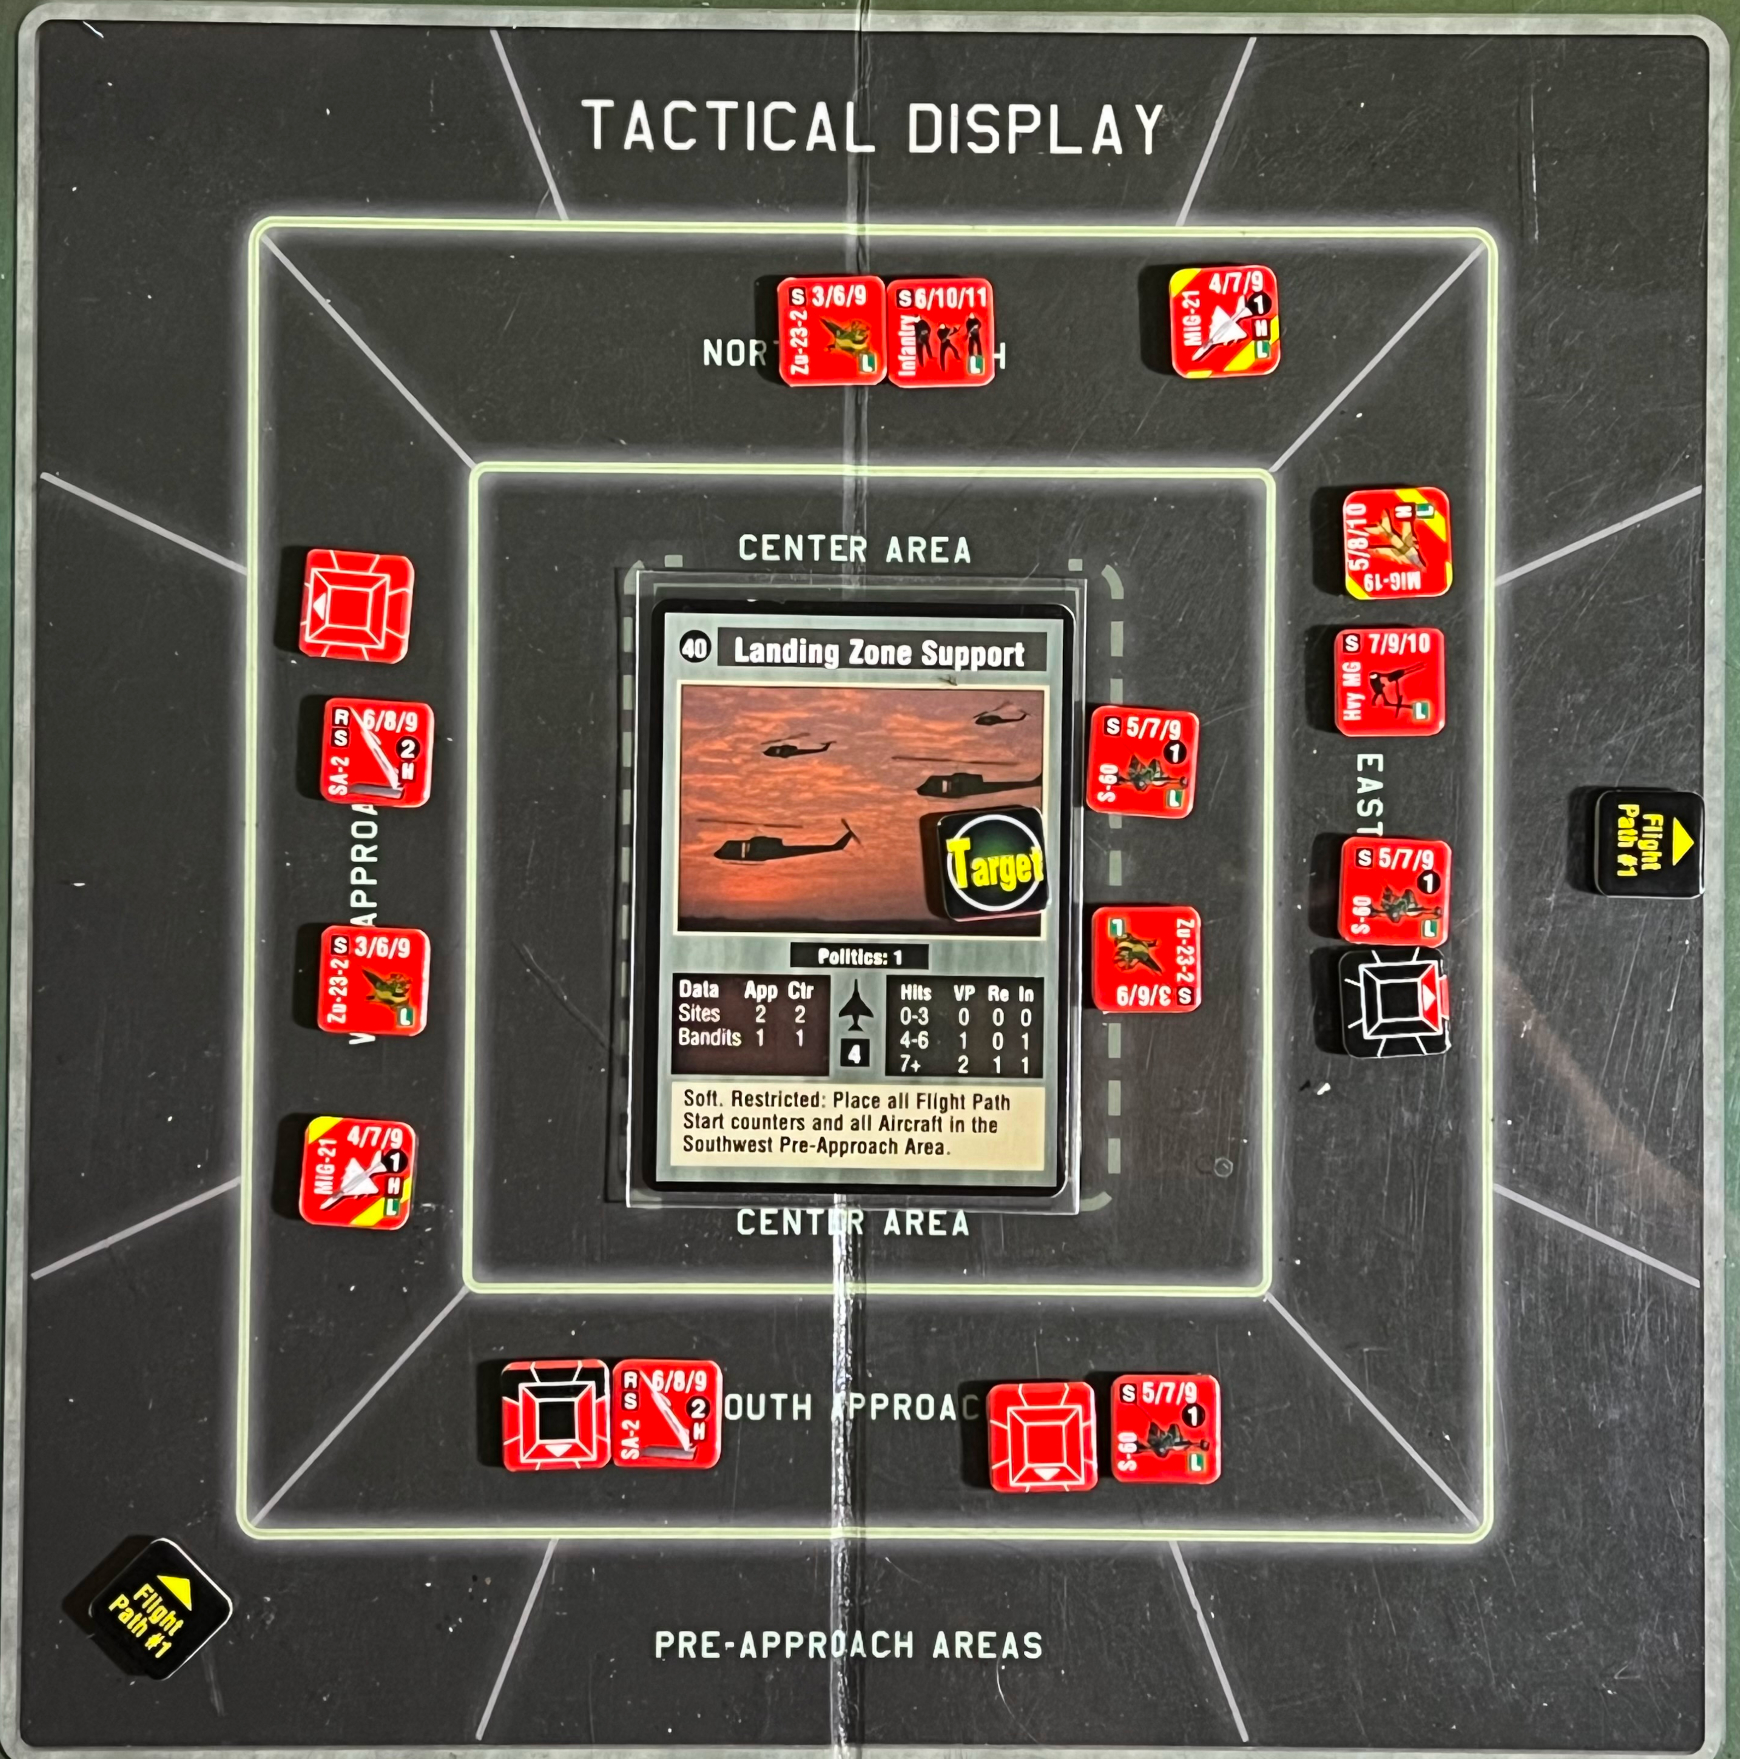 TACTICAL DISPLAY
S 3/6/9
Zu-23-2
L
S 6/10/11
Infantry
L
4/7/9
MiG-21
1
H
L
NOR H
5/8/10
H L
MiG-19
CENTER AREA
S 7/9/10
Hvy MG
L
EAST
R 6/8/9
S
SA-2
2
H
APPROA
40 Landing Zone Support
Target
Politics: 1
Data App Ctr
Sites 2 2
Bandits 1 1
4
Hits VP Re In
0-3 0 0 0
4-6 1 0 1
7+ 2 1 1
Soft. Restricted: Place all Flight Path
Start counters and all Aircraft in the
Southwest Pre-Approach Area.
S 5/7/9
1
S-60
L
Zu-23-2
S 3/6/9
L
S 5/7/9
1
S-60
L
Flight
Path #1
S 3/6/9
Zu-23-2
L
4/7/9
MiG-21
1
H
L
CENTER AREA
R 6/8/9
S
SA-2
2
H
OUTH APPROAC
S 5/7/9
1
S-60
L
Flight
Path #1
PRE-APPROACH AREAS